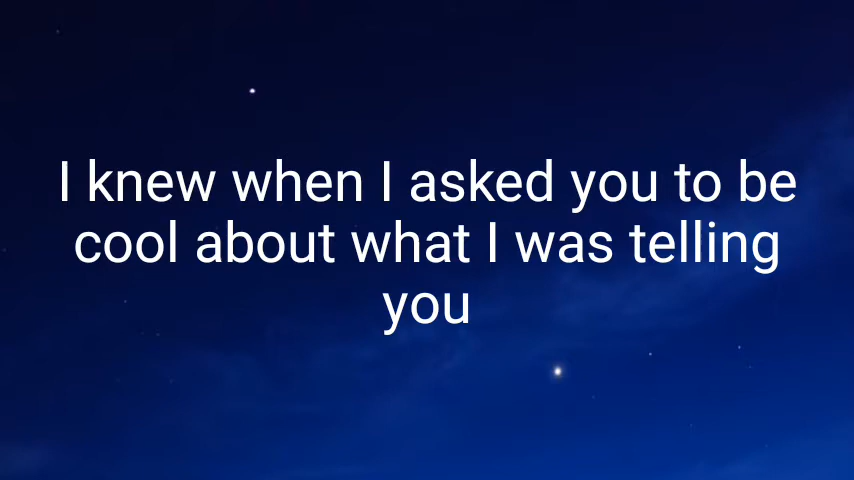 I knew when I asked you to be
cool about what I was telling
you